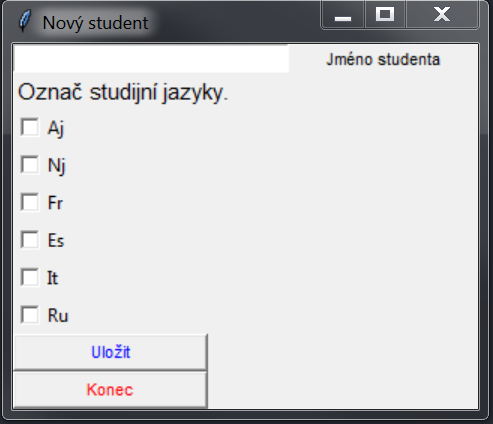 Nový student
Jméno studenta
Označ studijní jazyky.
Aj
Nj
Fr
Es
It
Ru
Uložit
Konec